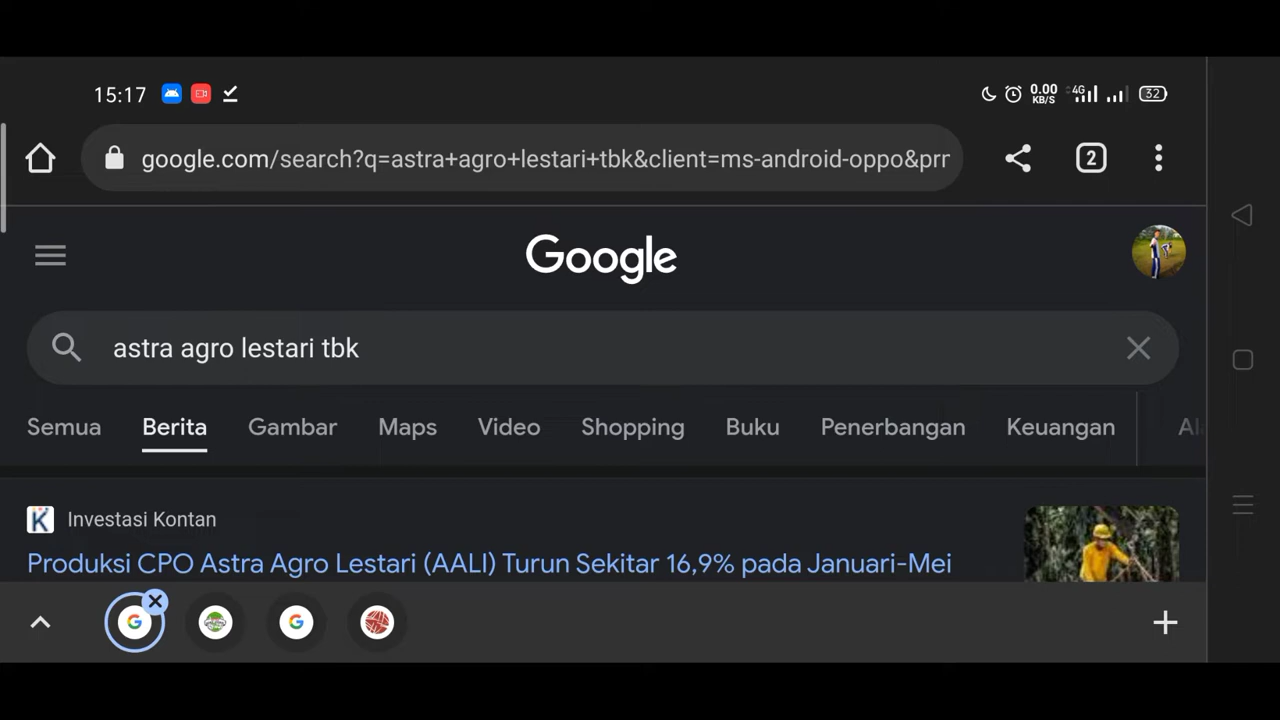 15:17
0.00
KB/S
4G
32
google.com/search?q=astra+agro+lestari+tbk&client=ms-android-oppo&prr
2
Google
astra agro lestari tbk
Semua Berita Gambar Maps Video Shopping Buku Penerbangan Keuangan
Investasi Kontan
Produksi CPO Astra Agro Lestari (AALI) Turun Sekitar 16,9% pada Januari-Mei